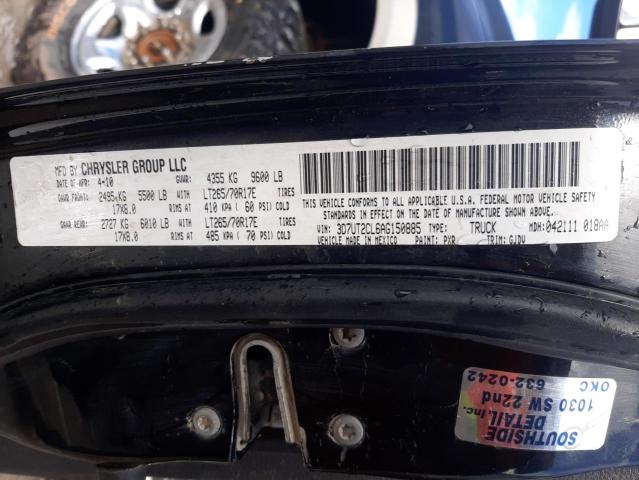 MFD BY CHRYSLER GROUP LLC
DATE OF MFR 4-10 GVWR: 4355 KG 9600 LB
GAWR FRONT: 2495 KG 5500 LB WITH LT265/70R17E TIRES
17X8.0 RIMS AT 410 KPA ( 60 PSI) COLD
GAWR REAR: 2727 KG 6010 LB WITH LT265/70R17E TIRES
17X8.0 RIMS AT 485 KPA ( 70 PSI) COLD
THIS VEHICLE CONFORMS TO ALL APPLICABLE U.S.A. FEDERAL MOTOR VEHICLE SAFETY
STANDARDS IN EFFECT ON THE DATE OF MANUFACTURE SHOWN ABOVE.
VIN: 3D7UT2CL6AG150885 TYPE: TRUCK MDH: 042111 018AA
VEHICLE MADE IN MEXICO PAINT: PXR TRIM: GJDV
SOUTHSIDE
DETAIL Inc.
1030 SW 22nd
OKC 632-0242